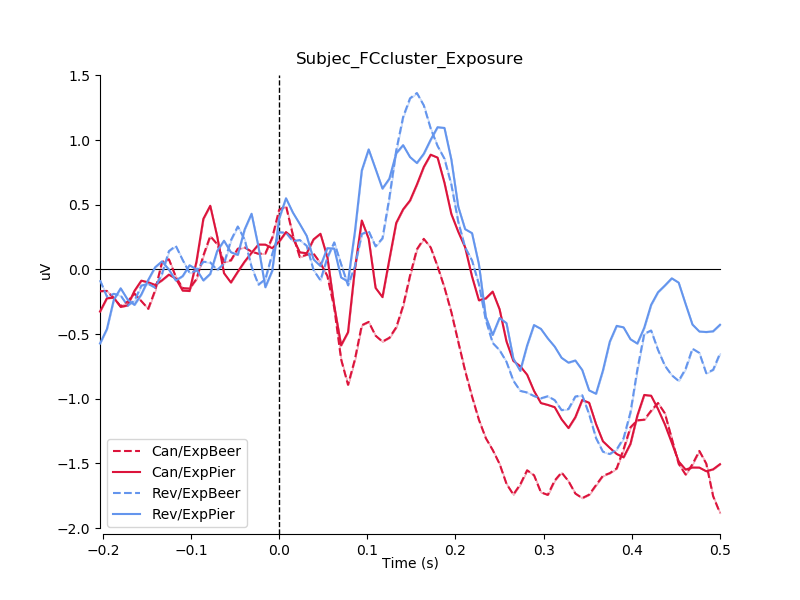 Subjec_FCcluster_Exposure
1.5
1.0
0.5
0.0
−0.5
−1.0
−1.5
−2.0
uV
Can/ExpBeer
Can/ExpPier
Rev/ExpBeer
Rev/ExpPier
−0.2 −0.1 0.0 0.1 0.2 0.3 0.4 0.5
Time (s)